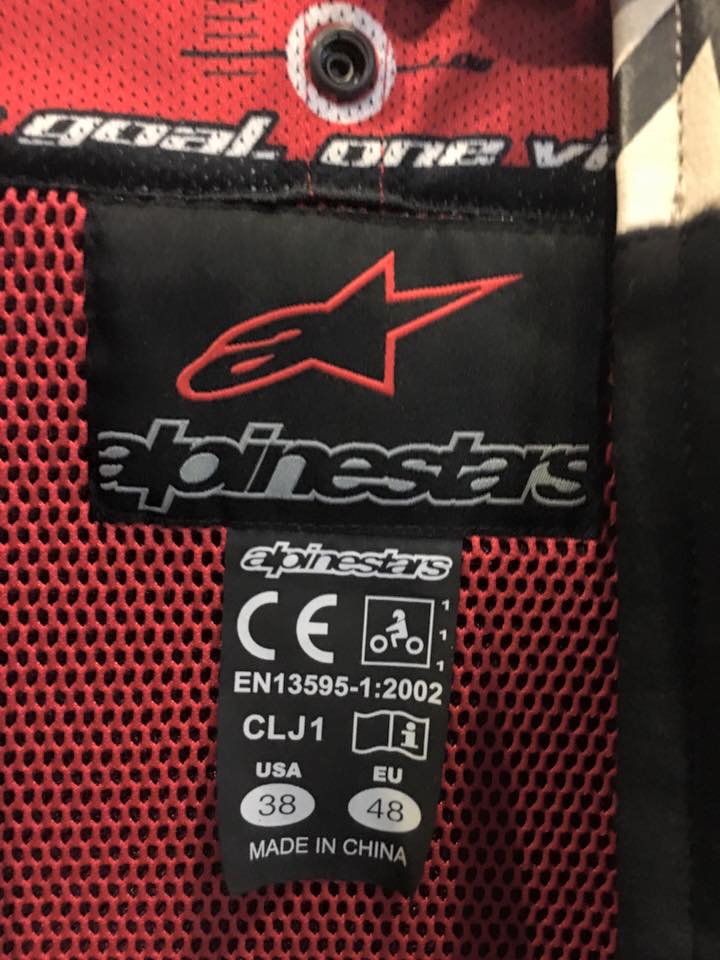 goal. one vi
alpinestars
alpinestars
CE
1
1
1
EN13595-1:2002
CLJ1 i
USA EU
38 48
MADE IN CHINA